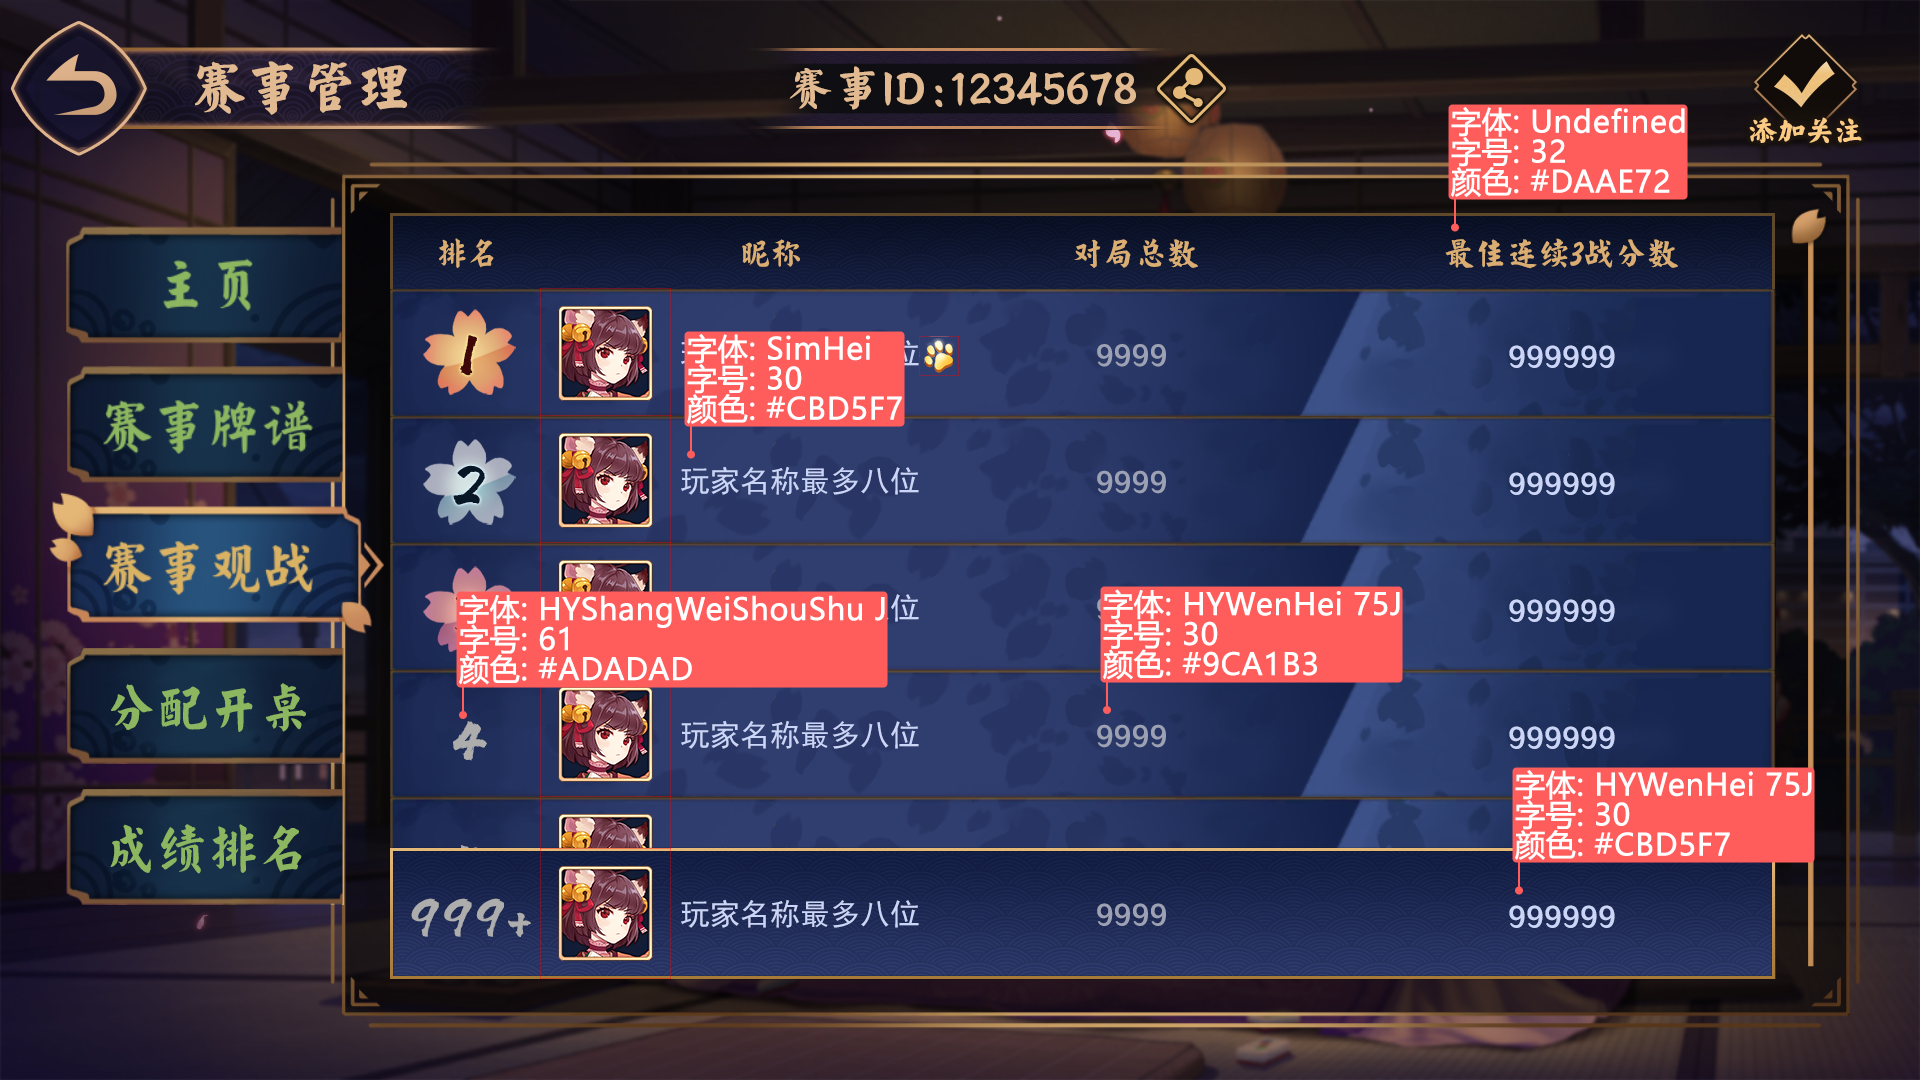 赛事管理
赛事ID:12345678
添加关注
字体: Undefined
字号: 32
颜色: #DAAE72
主页
赛事牌谱
赛事观战
分配开桌
成绩排名
排名 昵称 对局总数 最佳连续3战分数
1 位 9999 999999
字体: SimHei
字号: 30
颜色: #CBD5F7
2 玩家名称最多八位 9999 999999
位 999999
字体: HYShangWeiShouShu J
字号: 61
颜色: #ADADAD
字体: HYWenHei 75J
字号: 30
颜色: #9CA1B3
4 玩家名称最多八位 9999 999999
字体: HYWenHei 75J
字号: 30
颜色: #CBD5F7
999+ 玩家名称最多八位 9999 999999